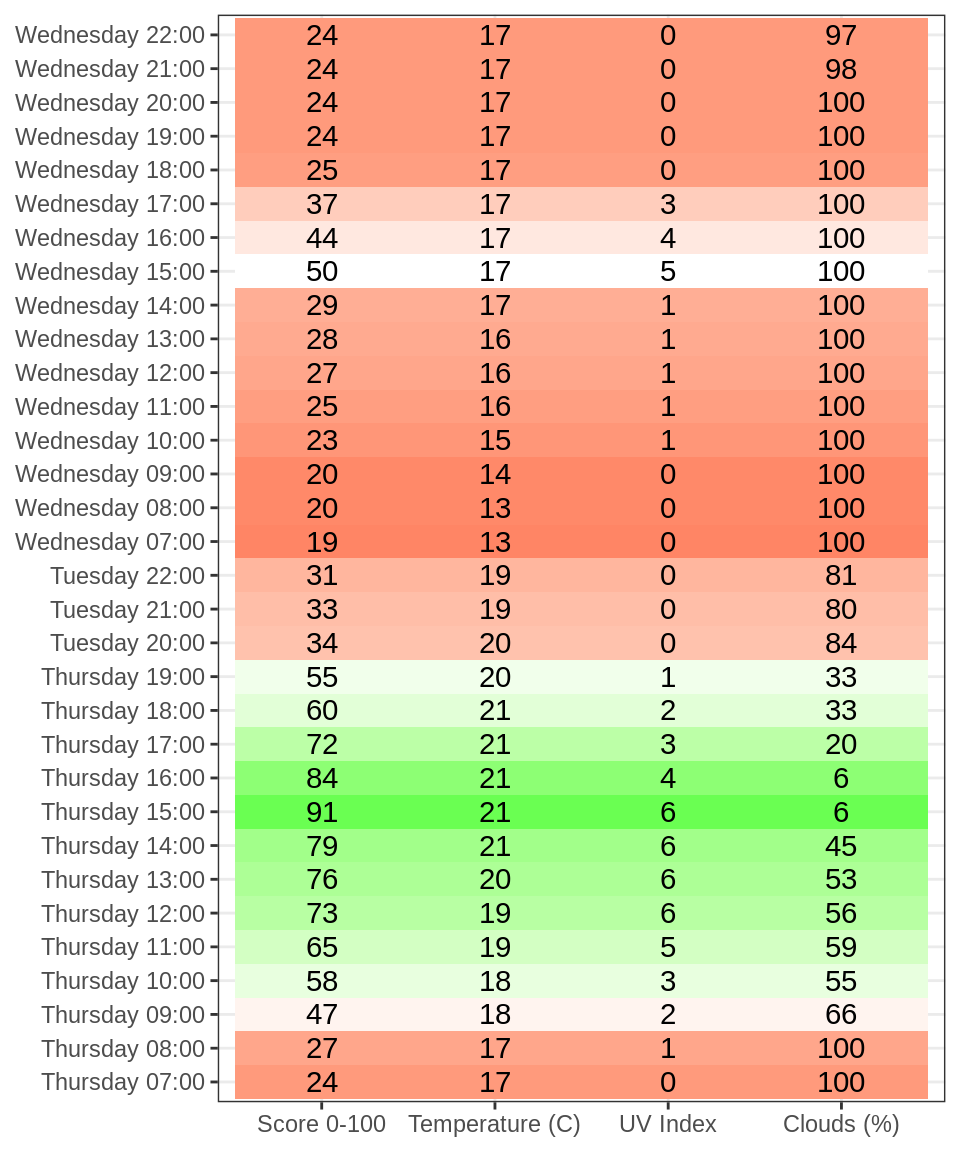 Wednesday 22:00 24 17 0 97
Wednesday 21:00 24 17 0 98
Wednesday 20:00 24 17 0 100
Wednesday 19:00 24 17 0 100
Wednesday 18:00 25 17 0 100
Wednesday 17:00 37 17 3 100
Wednesday 16:00 44 17 4 100
Wednesday 15:00 50 17 5 100
Wednesday 14:00 29 17 1 100
Wednesday 13:00 28 16 1 100
Wednesday 12:00 27 16 1 100
Wednesday 11:00 25 16 1 100
Wednesday 10:00 23 15 1 100
Wednesday 09:00 20 14 0 100
Wednesday 08:00 20 13 0 100
Wednesday 07:00 19 13 0 100
Tuesday 22:00 31 19 0 81
Tuesday 21:00 33 19 0 80
Tuesday 20:00 34 20 0 84
Thursday 19:00 55 20 1 33
Thursday 18:00 60 21 2 33
Thursday 17:00 72 21 3 20
Thursday 16:00 84 21 4 6
Thursday 15:00 91 21 6 6
Thursday 14:00 79 21 6 45
Thursday 13:00 76 20 6 53
Thursday 12:00 73 19 6 56
Thursday 11:00 65 19 5 59
Thursday 10:00 58 18 3 55
Thursday 09:00 47 18 2 66
Thursday 08:00 27 17 1 100
Thursday 07:00 24 17 0 100
Score 0-100 Temperature (C) UV Index Clouds (%)